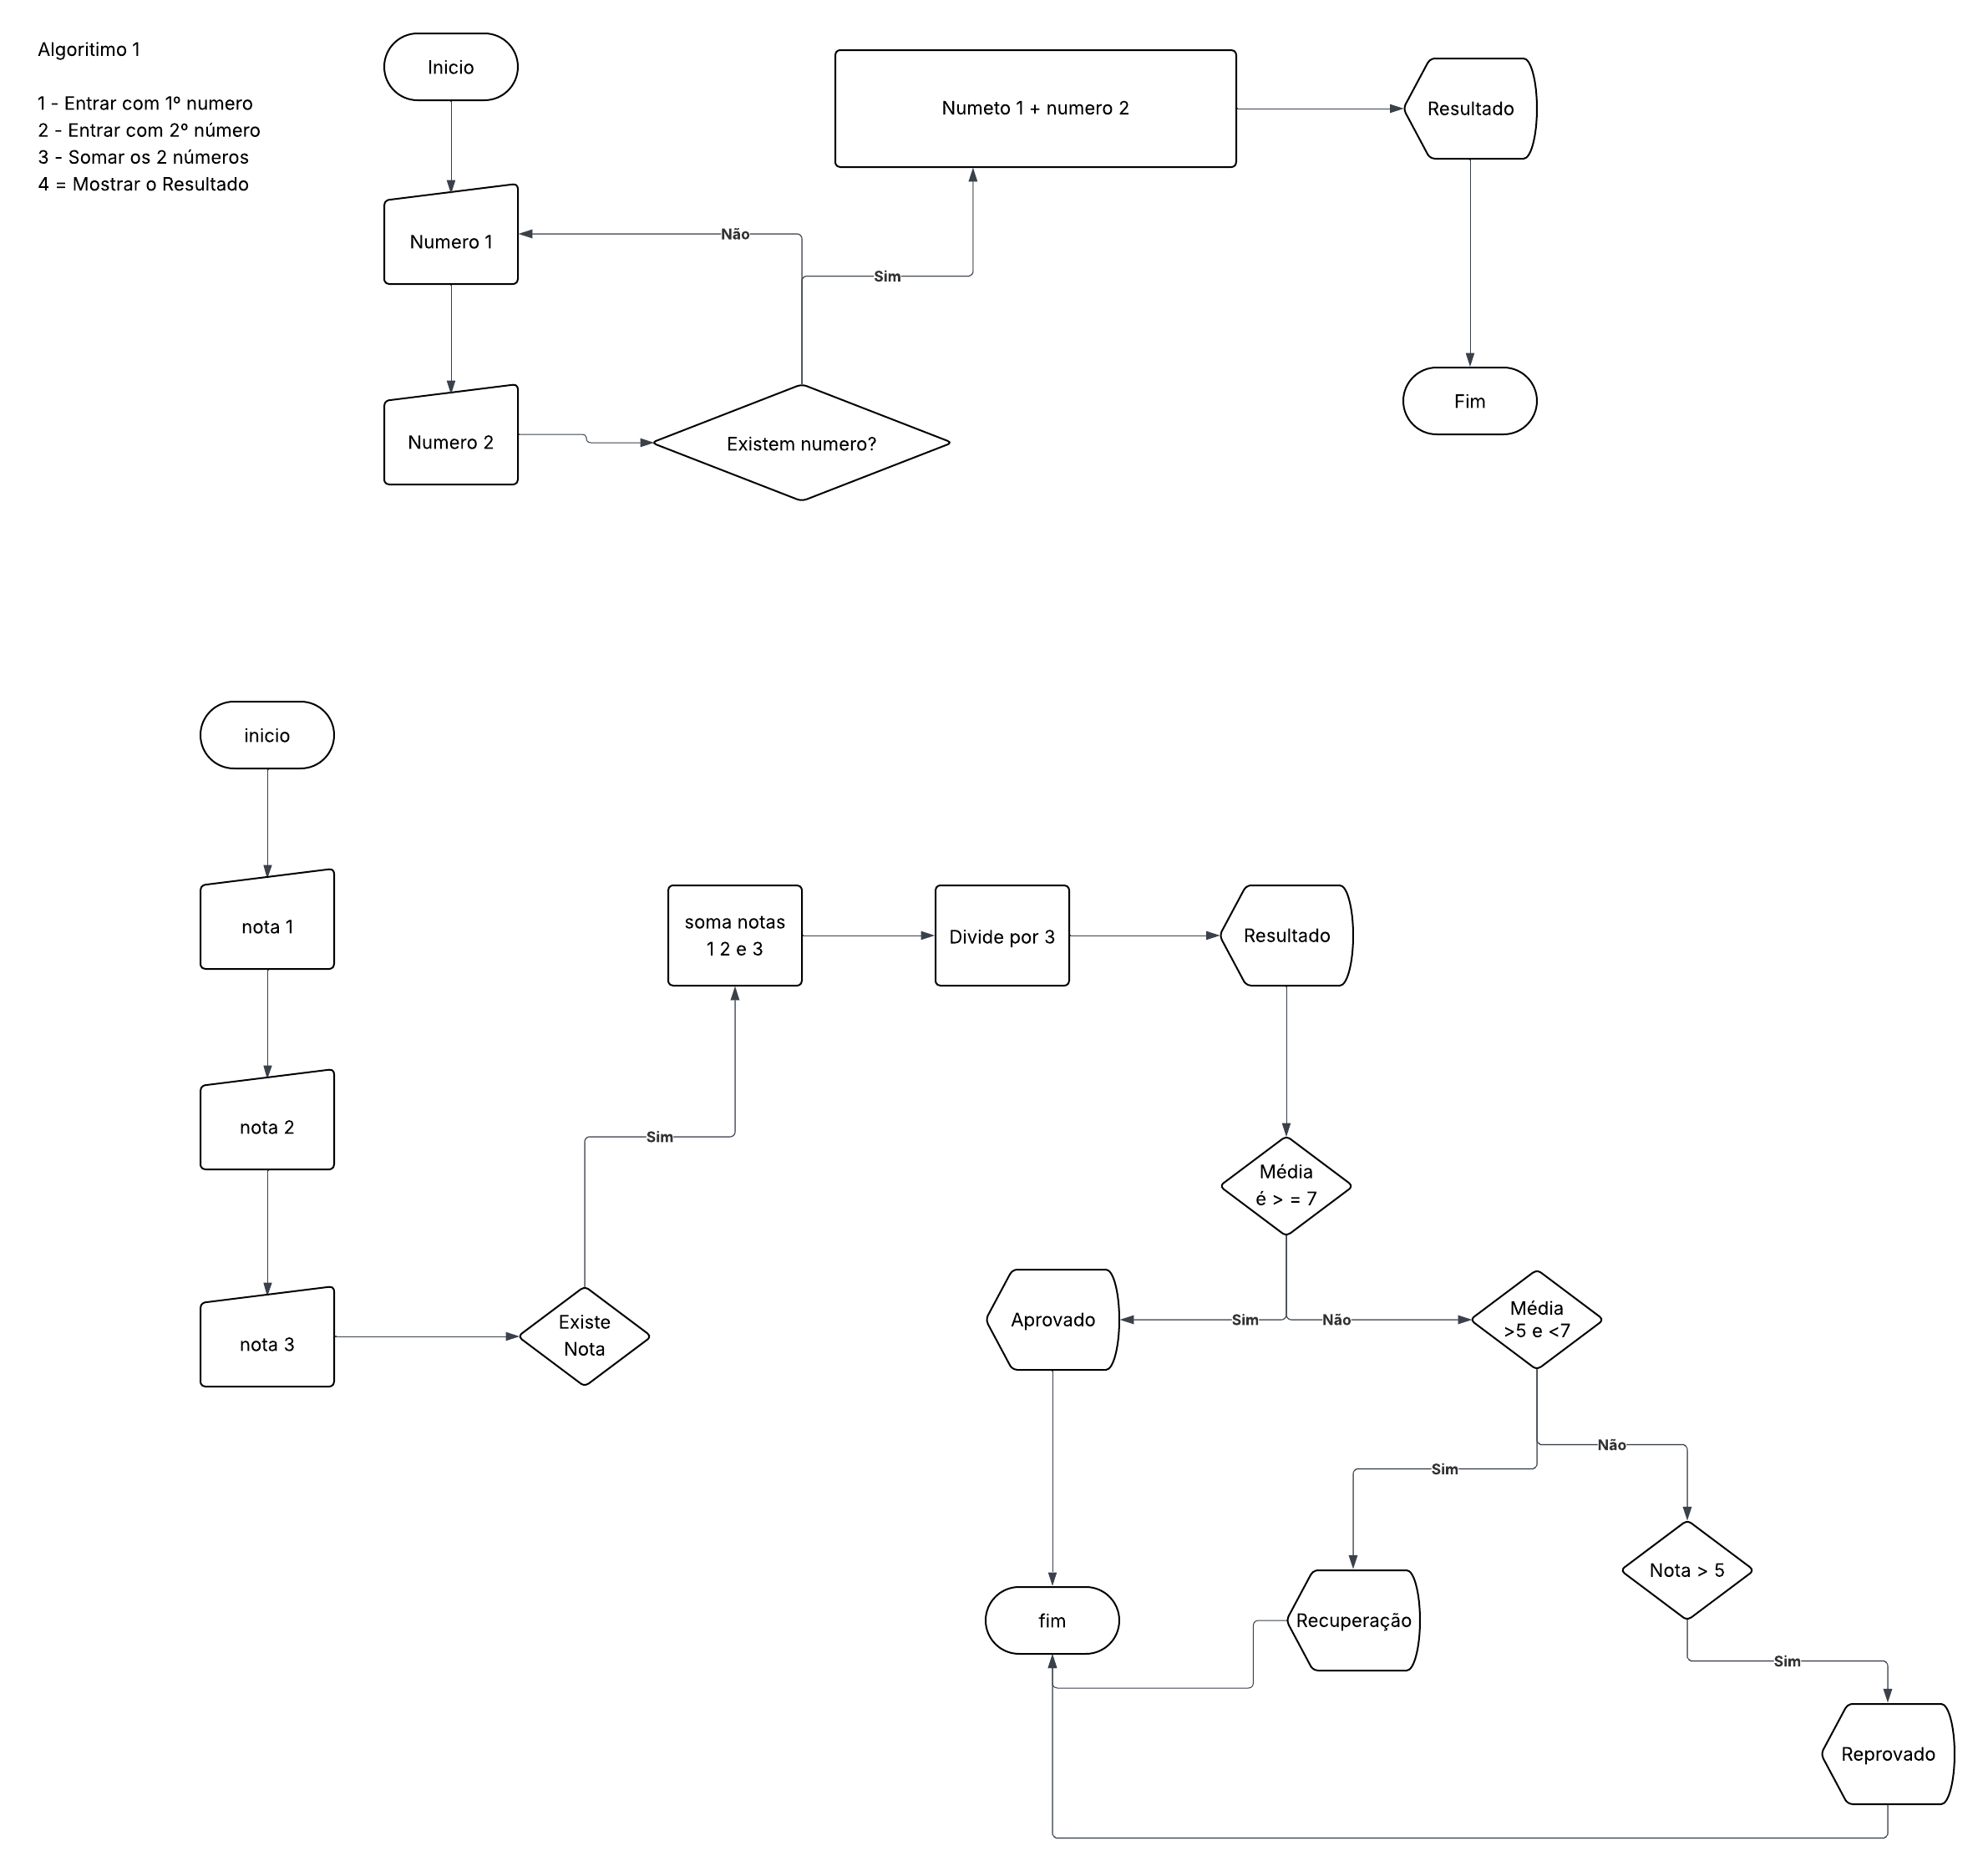 Algoritimo 1
1 - Entrar com 1º numero
2 - Entrar com 2º número
3 - Somar os 2 números
4 = Mostrar o Resultado
Inicio
Numeto 1 + numero 2
Resultado
Numero 1
Não
Sim
Numero 2
Existem numero?
Fim
inicio
nota 1
soma notas
1 2 e 3
Divide por 3
Resultado
nota 2
Sim
Média
é > = 7
nota 3
Existe
Nota
Aprovado
Sim
Não
Média
>5 e <7
Não
Sim
Nota > 5
fim
Recuperação
Sim
Reprovado